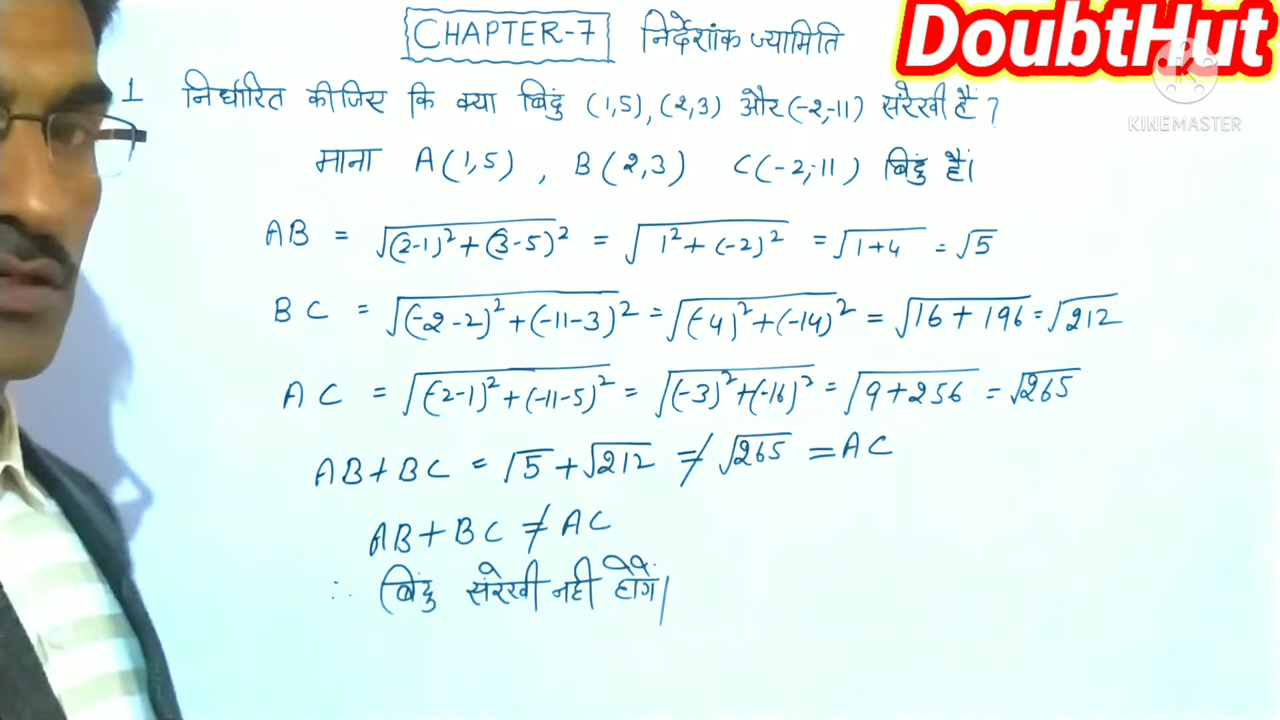 CHAPTER-7 निर्देशांक ज्यामिति
DoubtHut
K
KINEMASTER
1 निर्धारित कीजिए कि क्या बिंदु (1,5), (2,3) और (-2,-11) संरेखी हैं?
माना A(1,5), B(2,3) C(-2,-11) बिंदु हैं।
AB = √(2-1)² + (3-5)² = √1² + (-2)² = √1+4 = √5
BC = √(-2-2)² + (-11-3)² = √(-4)² + (-14)² = √16 + 196 = √212
AC = √(-2-1)² + (-11-5)² = √(-3)² + (-16)² = √9+256 = √265
AB+BC = √5 + √212 ≠ √265 = AC
AB+BC ≠ AC
∴ बिंदु संरेखी नही होगें।